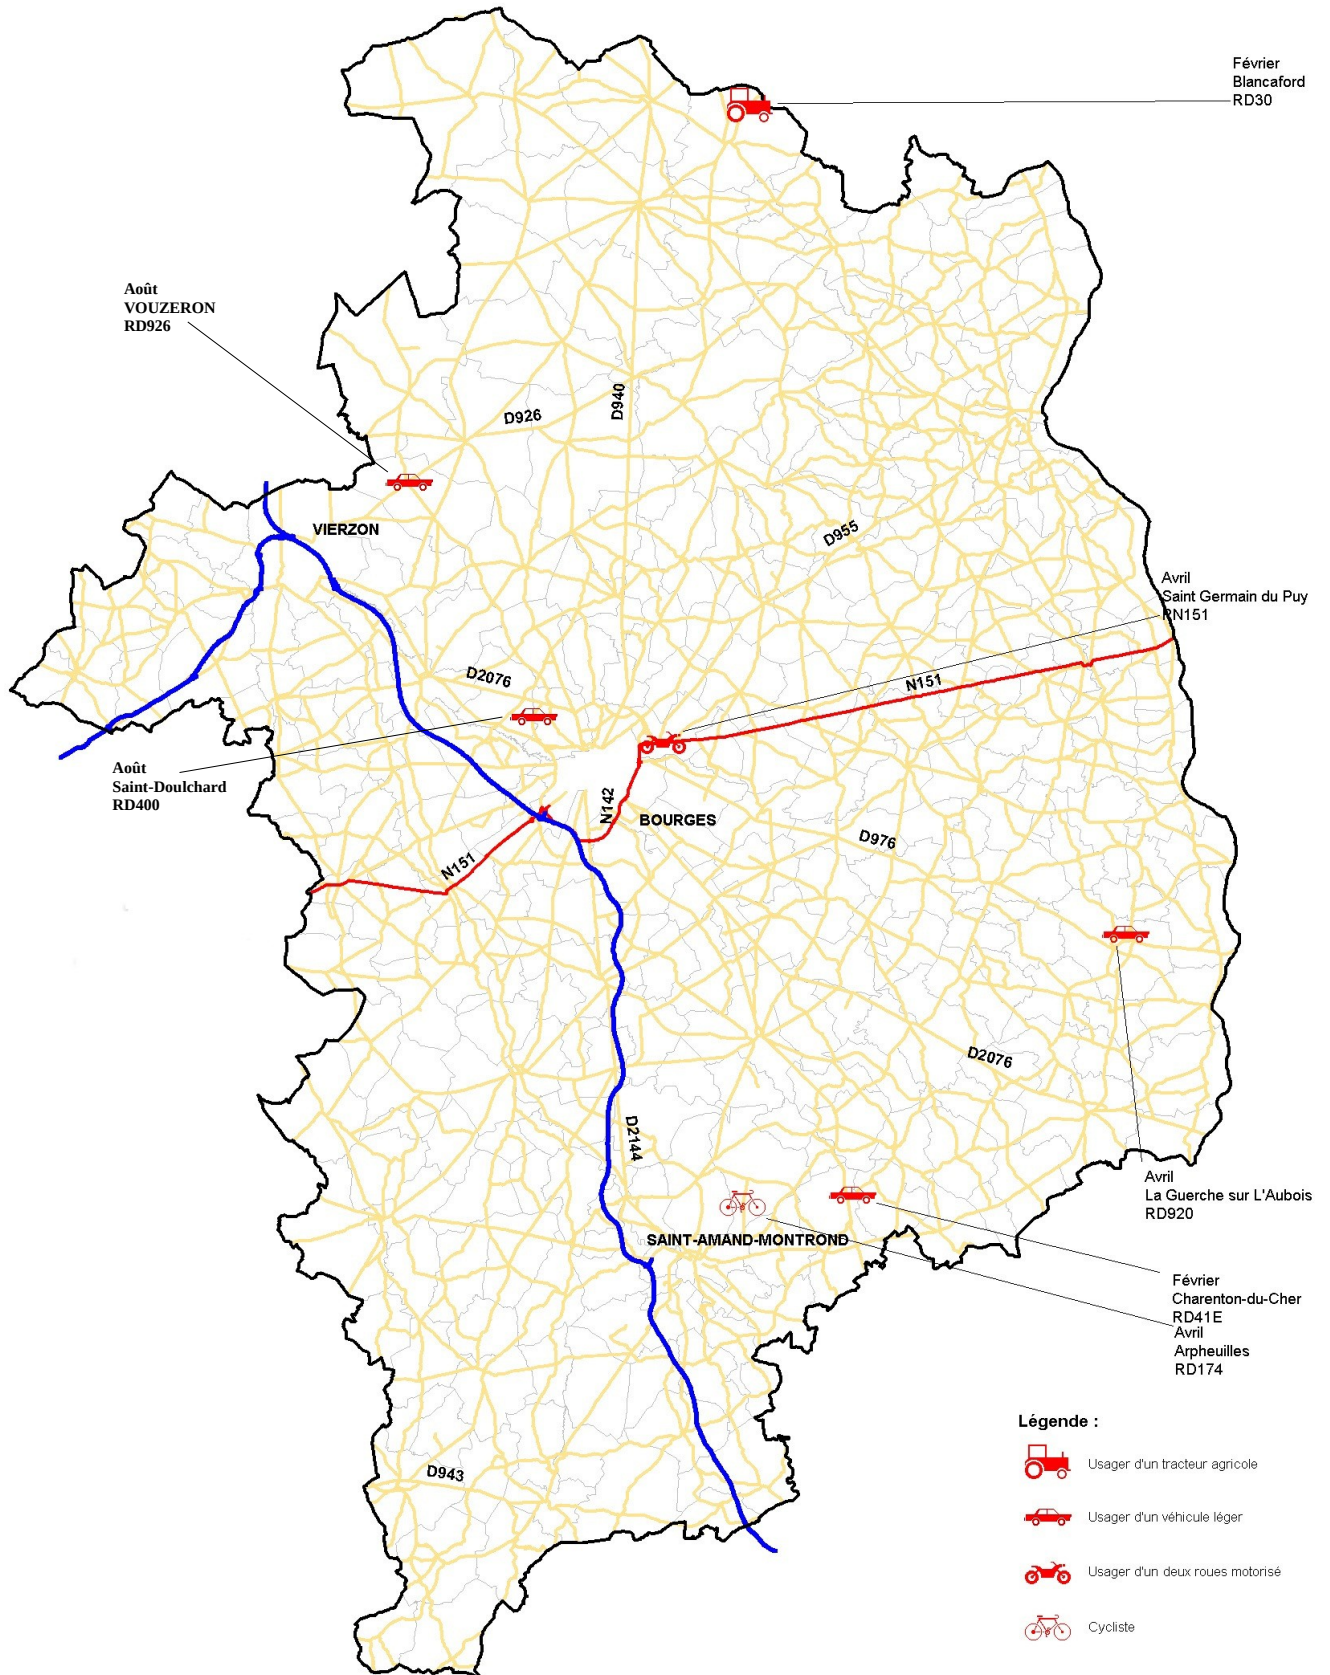 Février
Blancaford
RD30
Août
VOUZERON
RD926
D926
D940
VIERZON
D955
Avril
Saint Germain du Puy
RN151
D2076
N151
Août
Saint-Doulchard
RD400
N142
BOURGES
D976
N151
D2076
D2144
Avril
La Guerche sur L'Aubois
RD920
SAINT-AMAND-MONTROND
Février
Charenton-du-Cher
RD41E
Avril
Arpheuilles
RD174
D943
Légende :
Usager d'un tracteur agricole
Usager d'un véhicule léger
Usager d'un deux roues motorisé
Cycliste